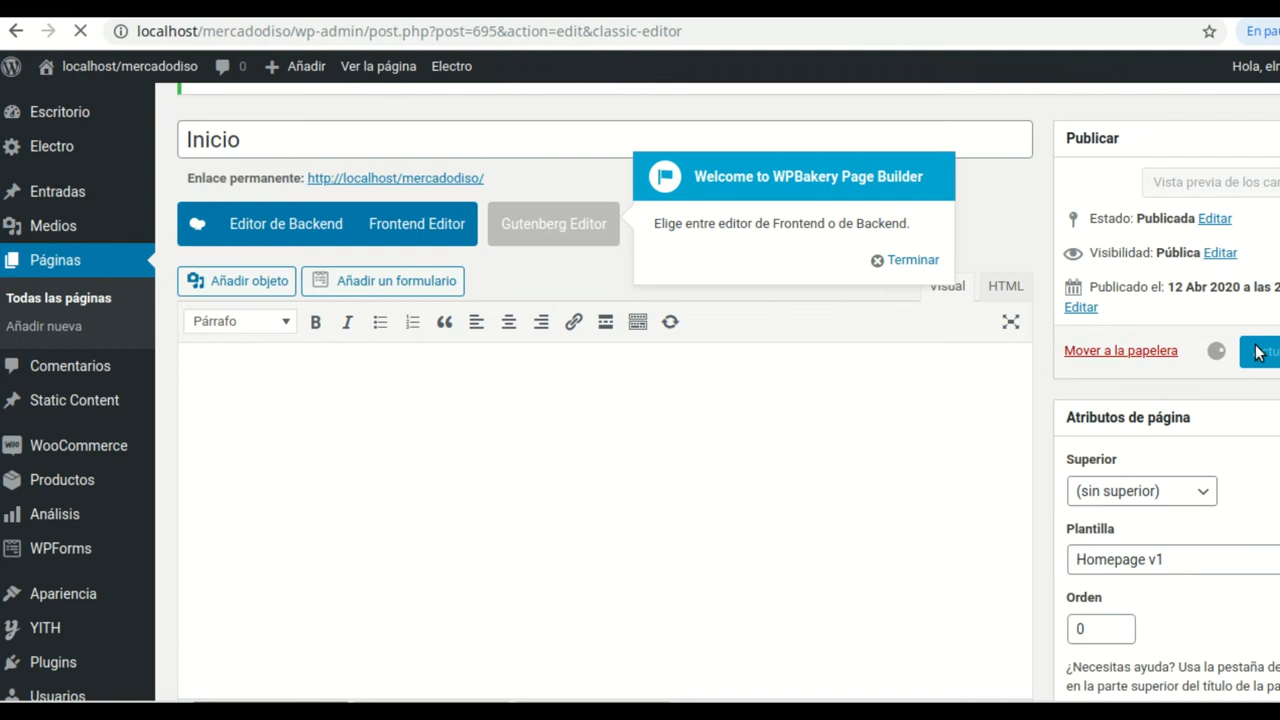 localhost/mercadodiso/wp-admin/post.php?post=695&action=edit&classic-editor
En pau
localhost/mercadodiso
0
Añadir
Ver la página
Electro
Hola, eln
Escritorio
Electro
Entradas
Medios
Páginas
Todas las páginas
Añadir nueva
Comentarios
Static Content
WooCommerce
Productos
Análisis
WPForms
Apariencia
YITH
Plugins
Usuarios
Inicio
Enlace permanente: http://localhost/mercadodiso/
Editor de Backend
Frontend Editor
Gutenberg Editor
Welcome to WPBakery Page Builder
Elige entre editor de Frontend o de Backend.
Terminar
Añadir objeto
Añadir un formulario
Visual
HTML
Párrafo
B
I
Publicar
Vista previa de los can
Estado: Publicada Editar
Visibilidad: Pública Editar
Publicado el: 12 Abr 2020 a las 2
Editar
Mover a la papelera
Atributos de página
Superior
(sin superior)
Plantilla
Homepage v1
Orden
0
¿Necesitas ayuda? Usa la pestaña de
en la parte superior del título de la pa